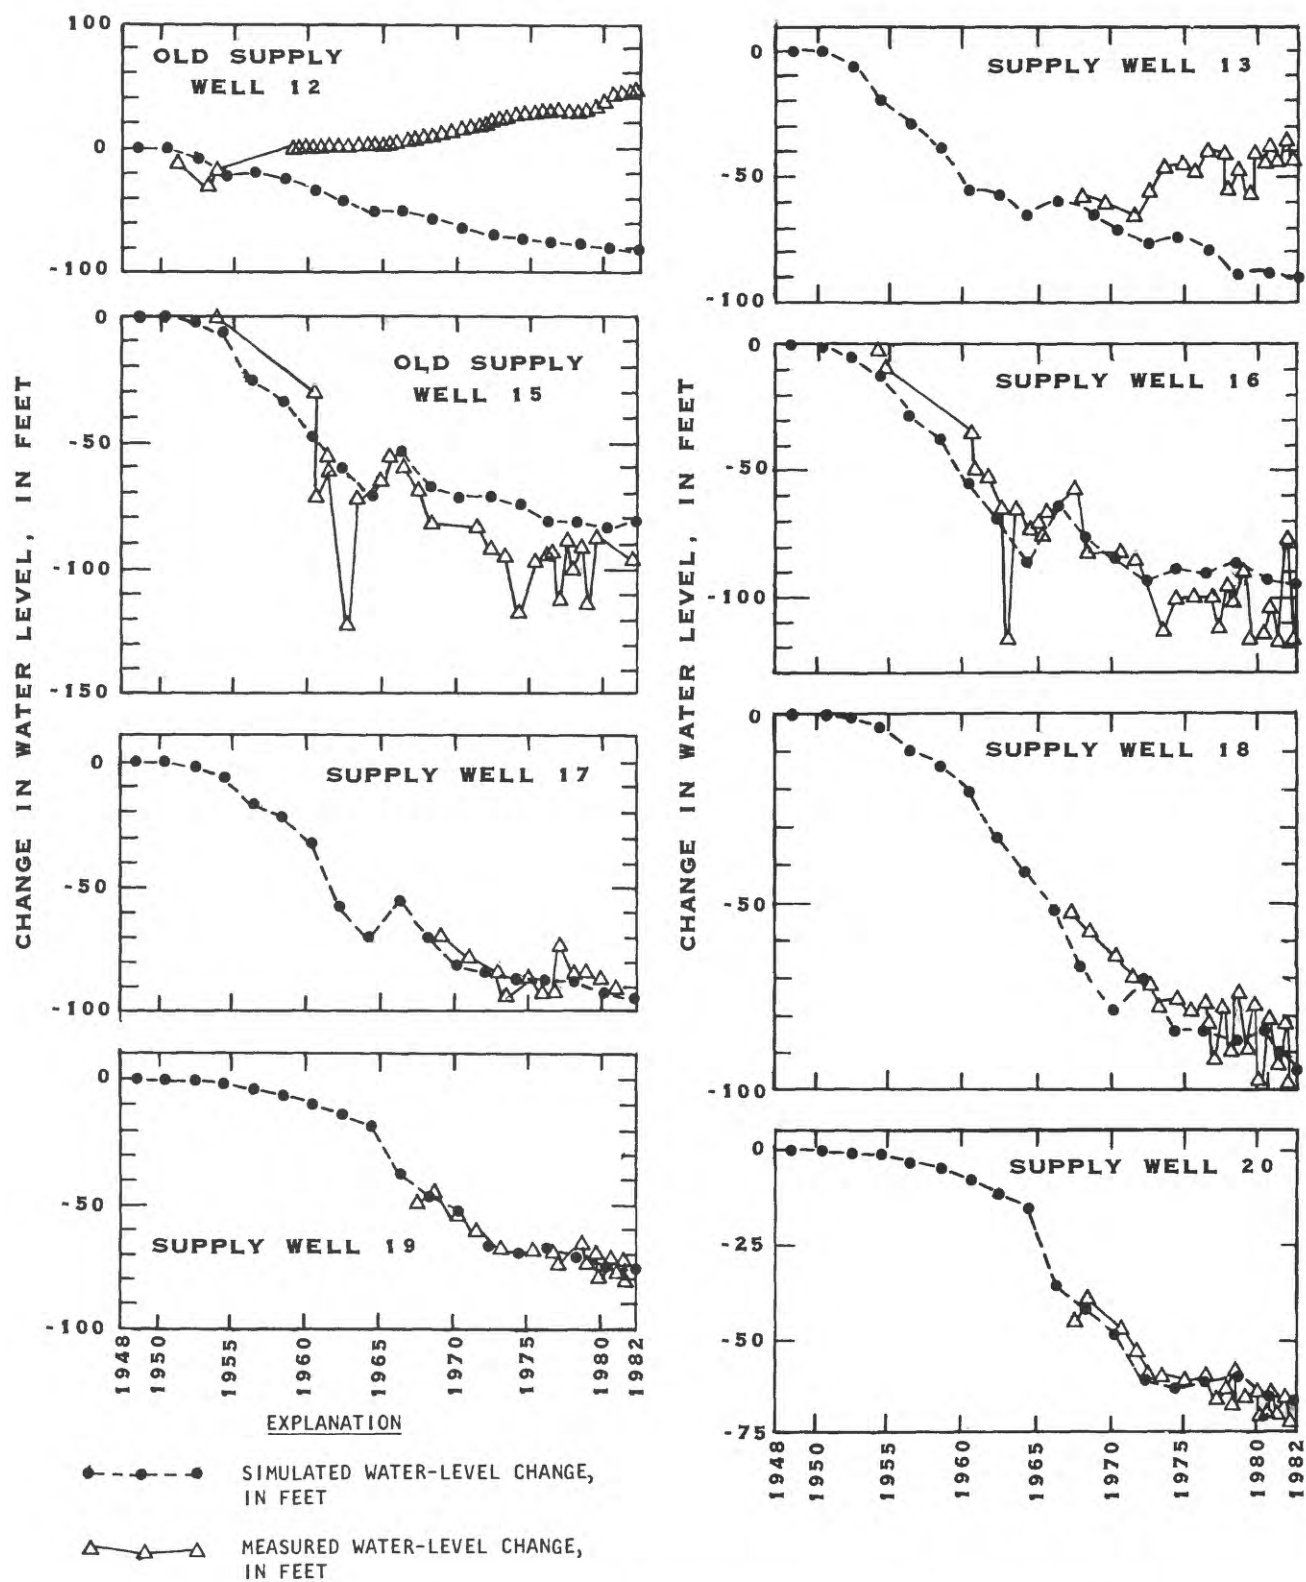 CHANGE IN WATER LEVEL, IN FEET
100
0
-100
OLD SUPPLY
WELL 12
0
-50
-100
-150
OLD SUPPLY
WELL 15
0
-50
-100
SUPPLY WELL 17
0
-50
-100
SUPPLY WELL 19
1948
1950
1955
1960
1965
1970
1975
1980
1982
CHANGE IN WATER LEVEL, IN FEET
0
-50
-100
SUPPLY WELL 13
0
-50
-100
SUPPLY WELL 16
0
-50
-100
SUPPLY WELL 18
0
-25
-50
-75
SUPPLY WELL 20
1948
1950
1955
1960
1965
1970
1975
1980
1982
EXPLANATION
SIMULATED WATER-LEVEL CHANGE,
IN FEET
MEASURED WATER-LEVEL CHANGE,
IN FEET